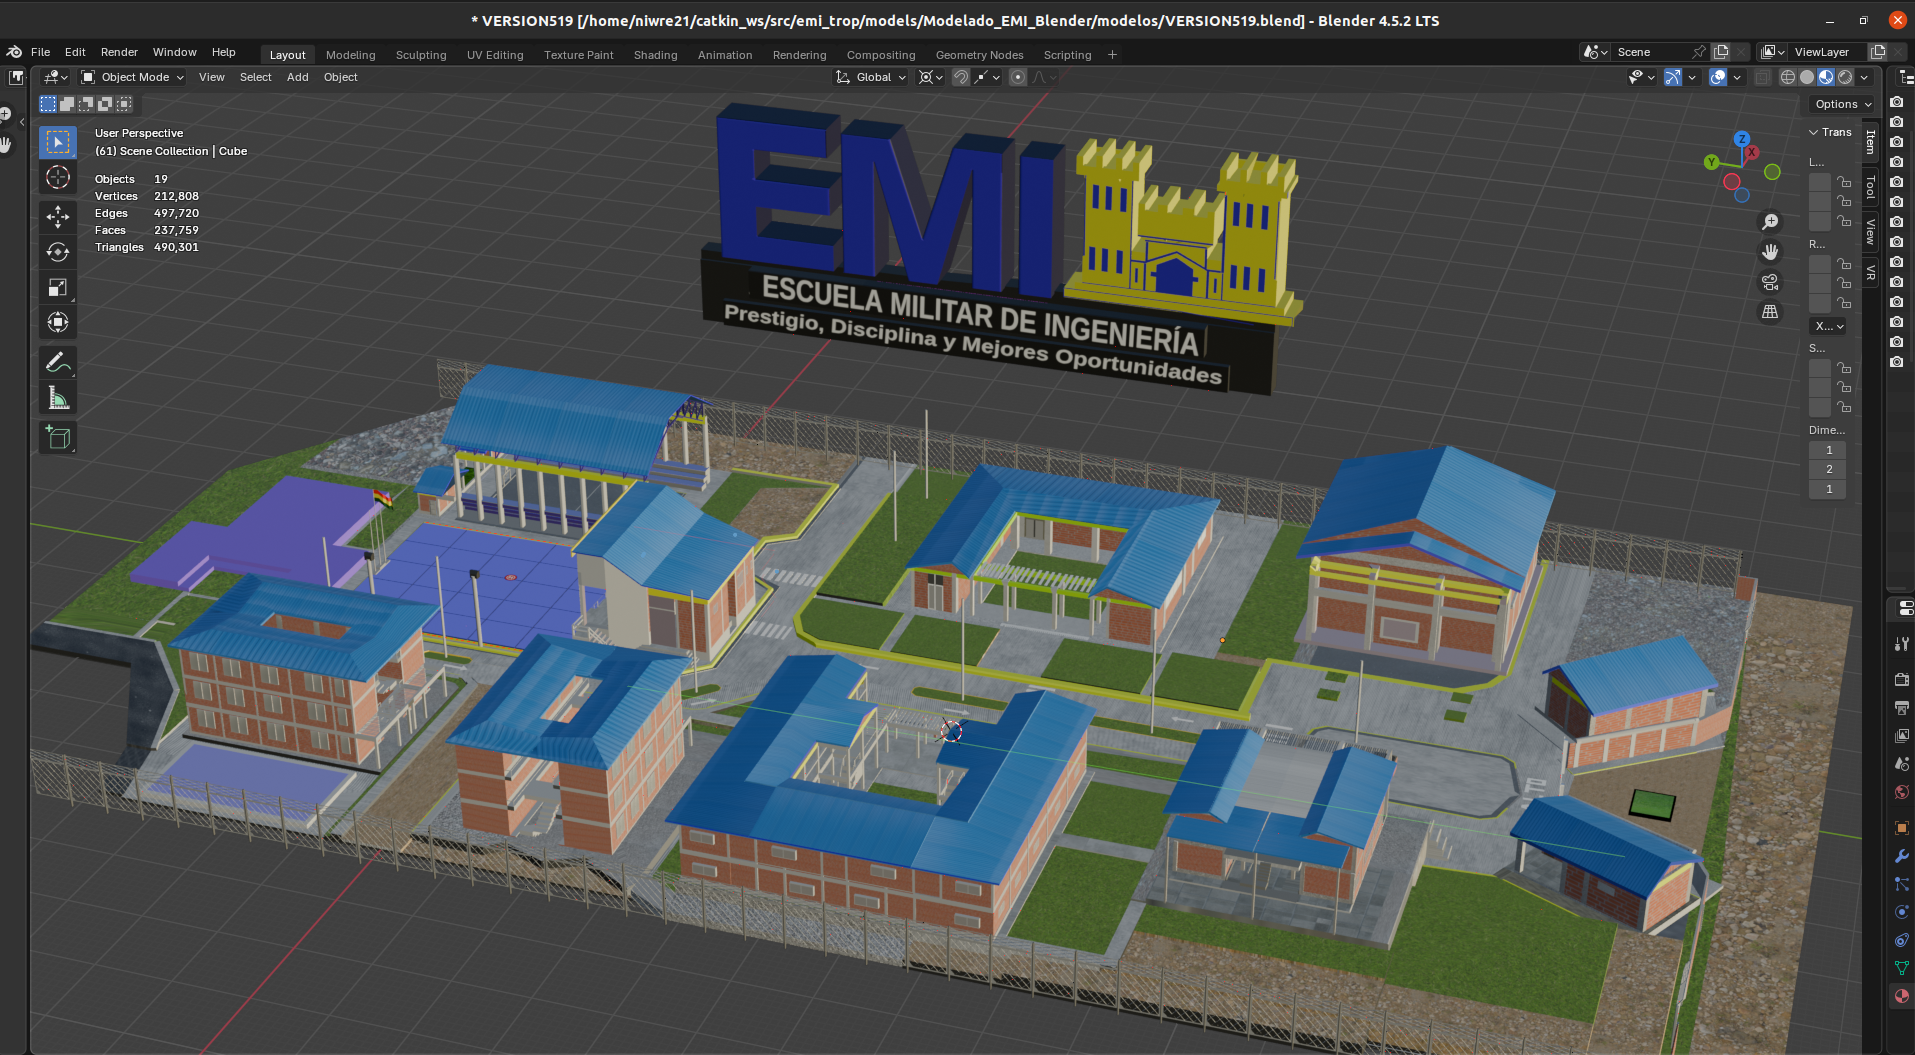 * VERSION519 [/home/niwre21/catkin_ws/src/emi_trop/models/Modelado_EMI_Blender/modelos/VERSION519.blend] - Blender 4.5.2 LTS
File Edit Render Window Help Layout Modeling Sculpting UV Editing Texture Paint Shading Animation Rendering Compositing Geometry Nodes Scripting + Scene ViewLayer
Object Mode View Select Add Object Global
Options
User Perspective
(61) Scene Collection | Cube
Objects 19
Vertices 212,808
Edges 497,720
Faces 237,759
Triangles 490,301
Z
Y
X
Trans
L...
R...
X...
S...
Dime...
1
2
1
Item
Tool
View
VR
EMI
ESCUELA MILITAR DE INGENIERÍA
Prestigio, Disciplina y Mejores Oportunidades